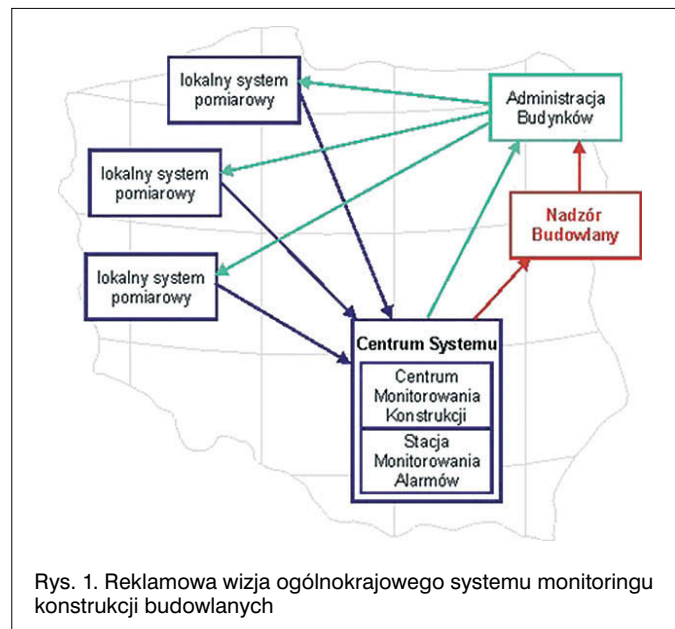 lokalny system
pomiarowy
Administracja
Budynków
lokalny system
pomiarowy
Nadzór
Budowlany
lokalny system
pomiarowy
Centrum Systemu
Centrum
Monitorowania
Konstrukcji
Stacja
Monitorowania
Alarmów
Rys. 1. Reklamowa wizja ogólnokrajowego systemu monitoringu
konstrukcji budowlanych